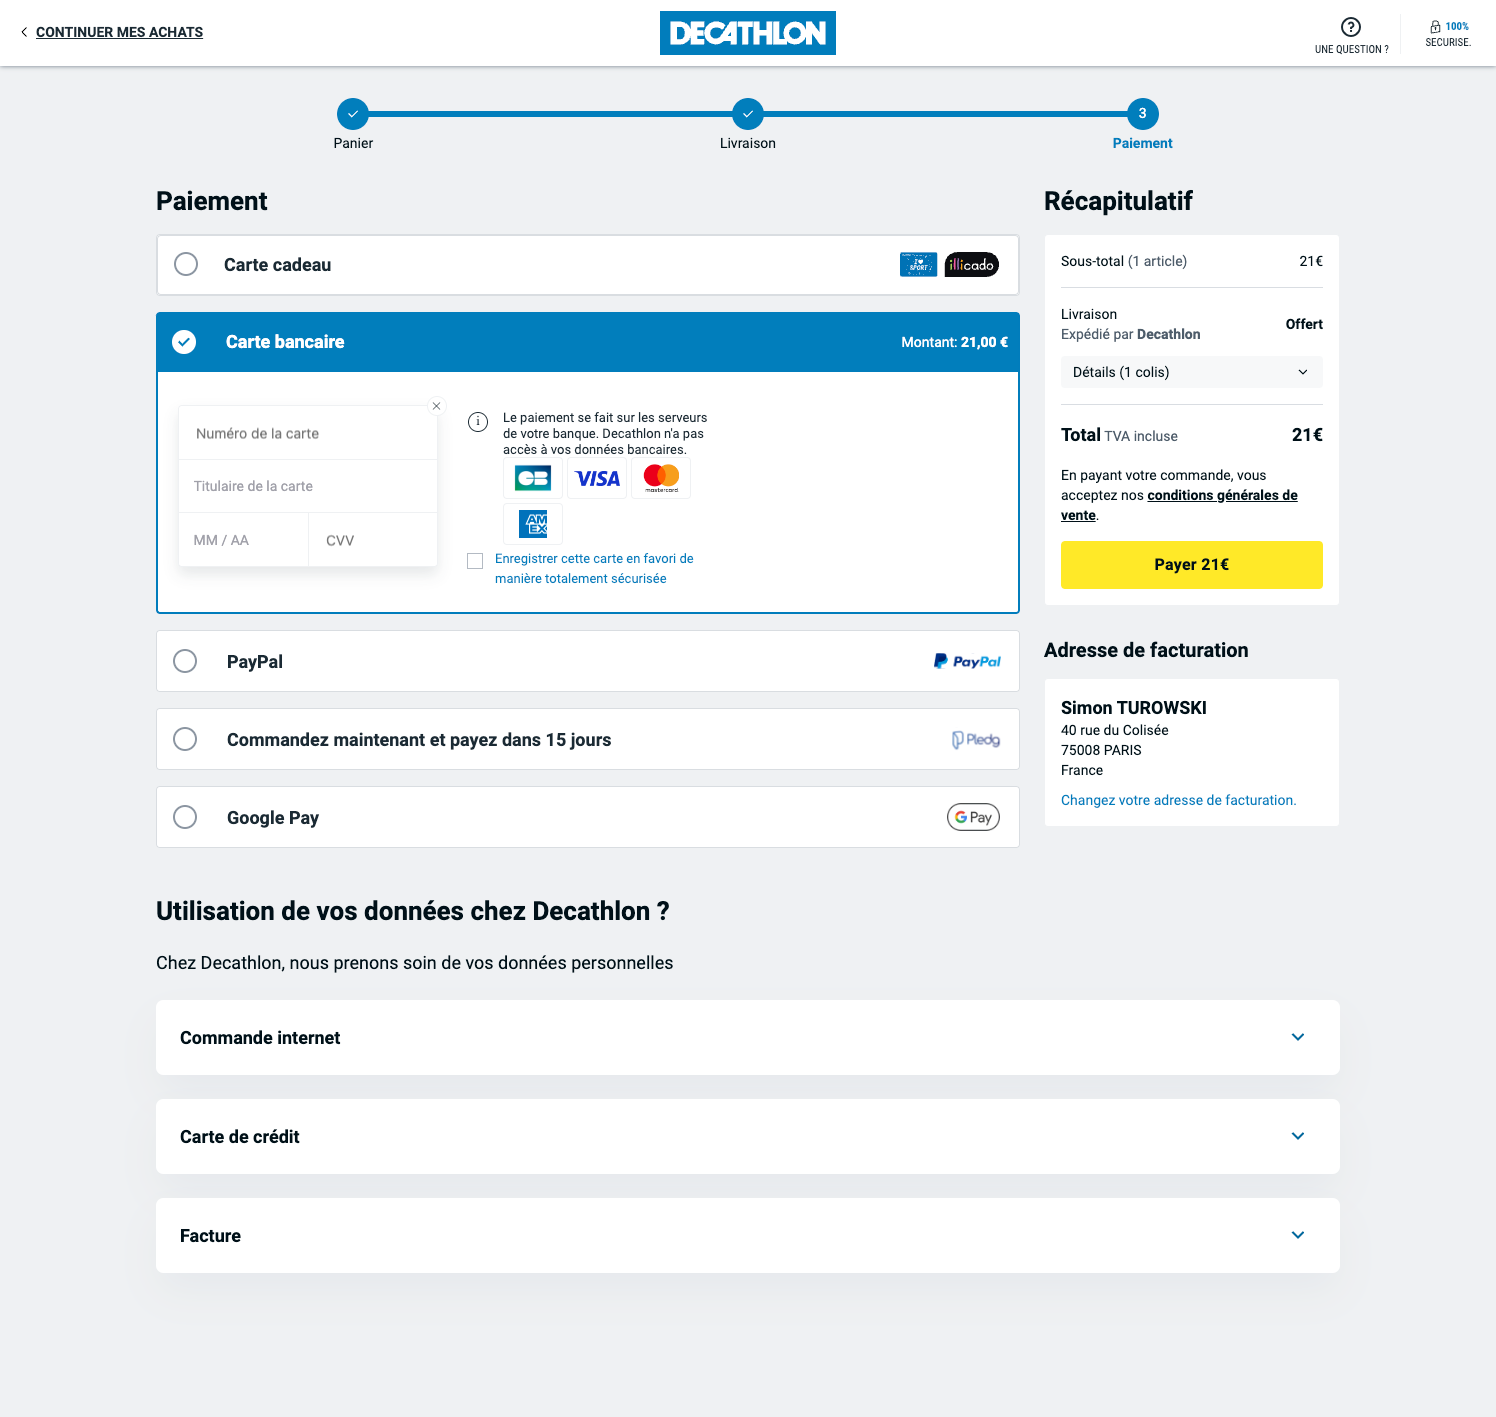 CONTINUER MES ACHATS
DECATHLON
UNE QUESTION ?
100%
SECURISE.
Panier
Livraison
3
Paiement
Paiement
Carte cadeau
I ♥
SPORT
illicado
Carte bancaire
Montant: 21,00 €
Numéro de la carte
Titulaire de la carte
MM / AA
CVV
Le paiement se fait sur les serveurs
de votre banque. Decathlon n'a pas
accès à vos données bancaires.
CB
VISA
mastercard
AM
EX
Enregistrer cette carte en favori de
manière totalement sécurisée
PayPal
PayPal
Commandez maintenant et payez dans 15 jours
Pledg
Google Pay
G Pay
Récapitulatif
Sous-total (1 article)
21€
Livraison
Expédié par Decathlon
Offert
Détails (1 colis)
Total TVA incluse
21€
En payant votre commande, vous
acceptez nos conditions générales de
vente.
Payer 21€
Adresse de facturation
Simon TUROWSKI
40 rue du Colisée
75008 PARIS
France
Changez votre adresse de facturation.
Utilisation de vos données chez Decathlon ?
Chez Decathlon, nous prenons soin de vos données personnelles
Commande internet
Carte de crédit
Facture